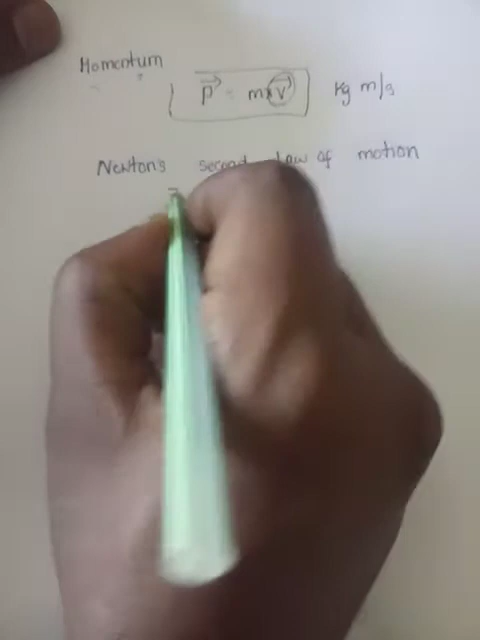 Momentum
p = m × v kg m/s
Newton's second law of motion